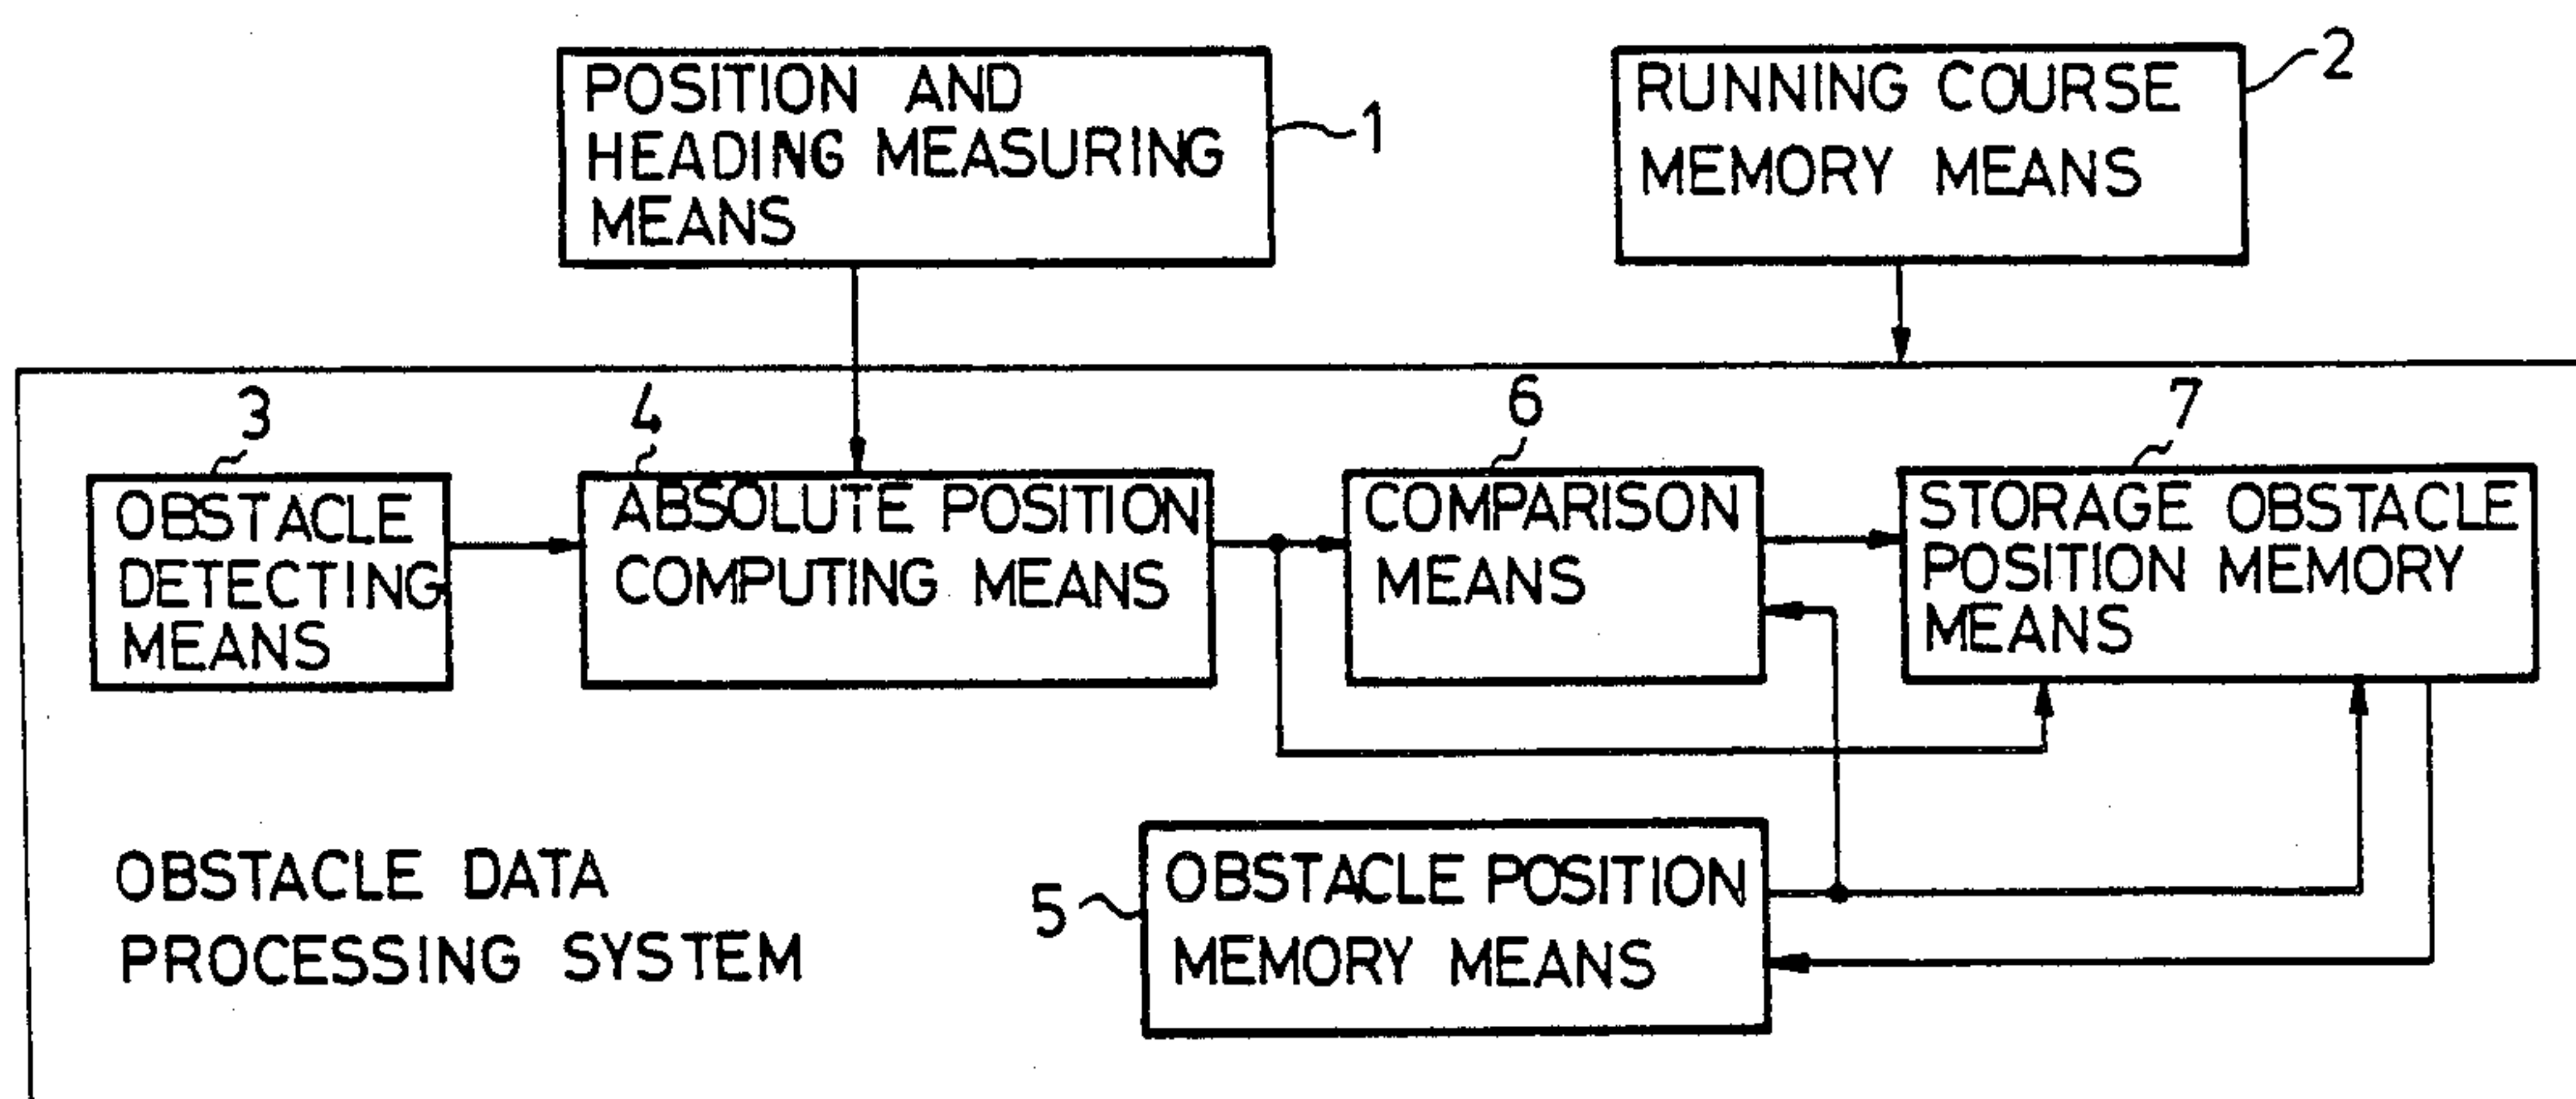 POSITION AND
HEADING MEASURING
MEANS
1
RUNNING COURSE
MEMORY MEANS
2
3
OBSTACLE
DETECTING
MEANS
4
ABSOLUTE POSITION
COMPUTING MEANS
6
COMPARISON
MEANS
7
STORAGE OBSTACLE
POSITION MEMORY
MEANS
OBSTACLE DATA
PROCESSING SYSTEM
5
OBSTACLE POSITION
MEMORY MEANS